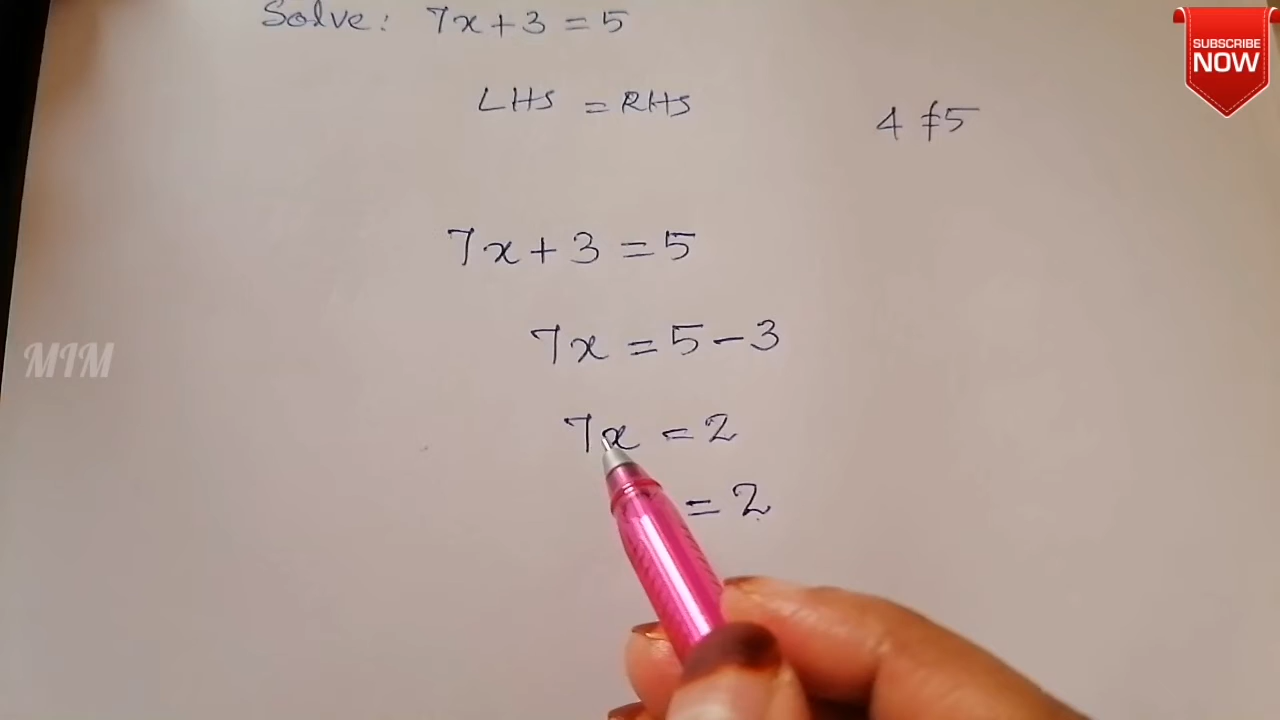 Solve: 7x+3=5
SUBSCRIBE
NOW
LHS = RHS
4 ≠ 5
7x+3=5
7x=5-3
MIM
7x=2
=2